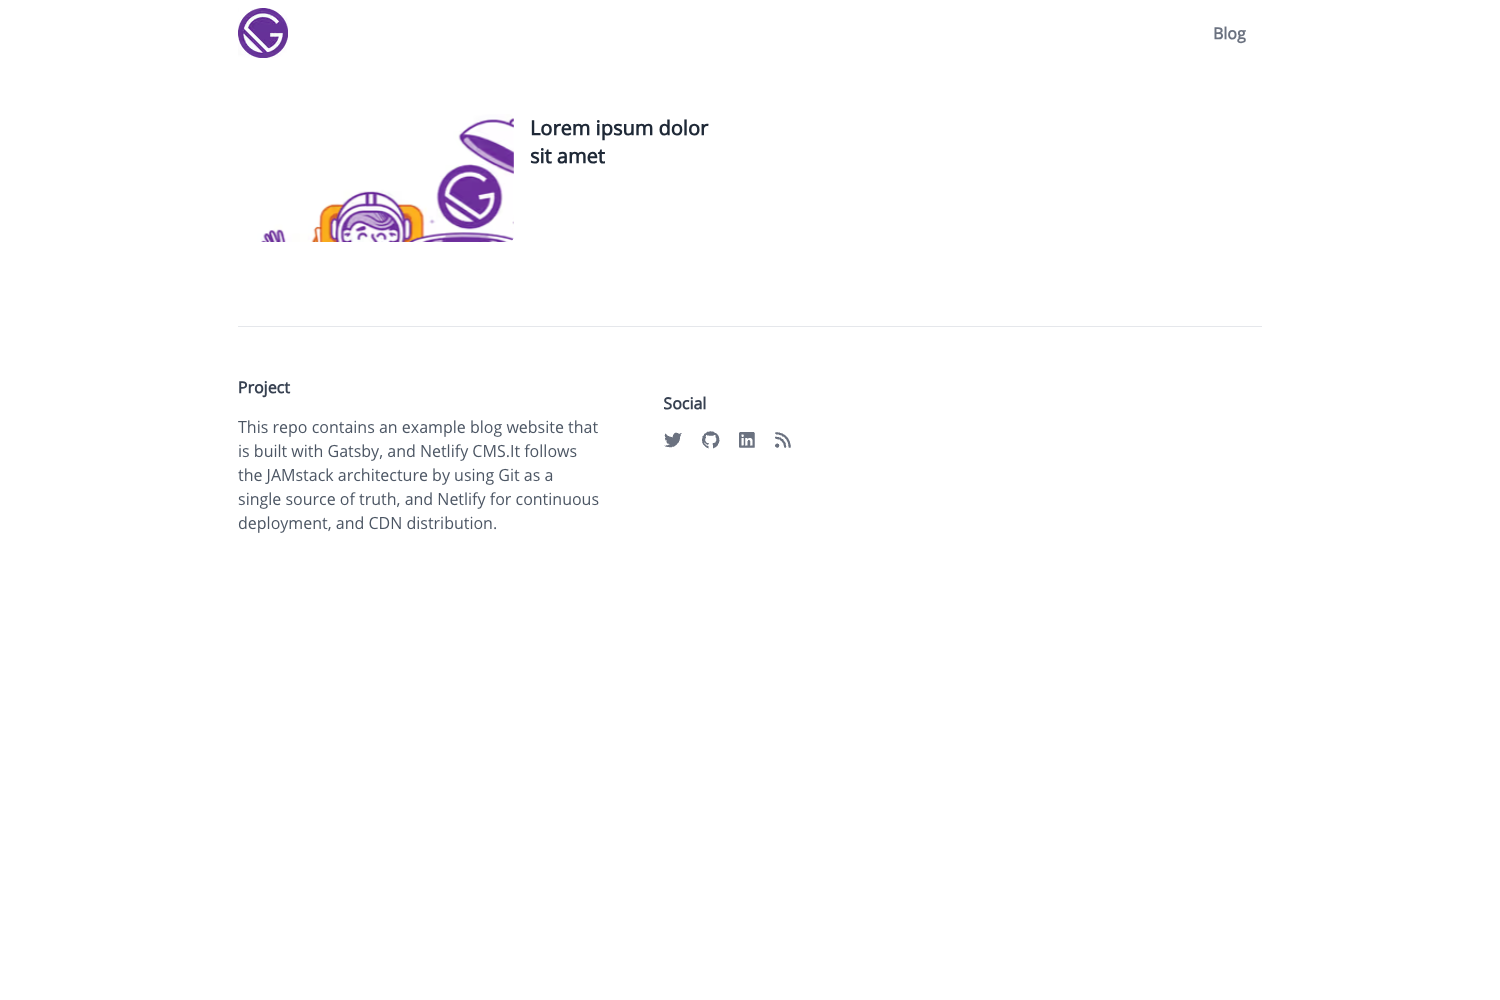 Blog
Lorem ipsum dolor
sit amet
Project
This repo contains an example blog website that
is built with Gatsby, and Netlify CMS.It follows
the JAMstack architecture by using Git as a
single source of truth, and Netlify for continuous
deployment, and CDN distribution.
Social